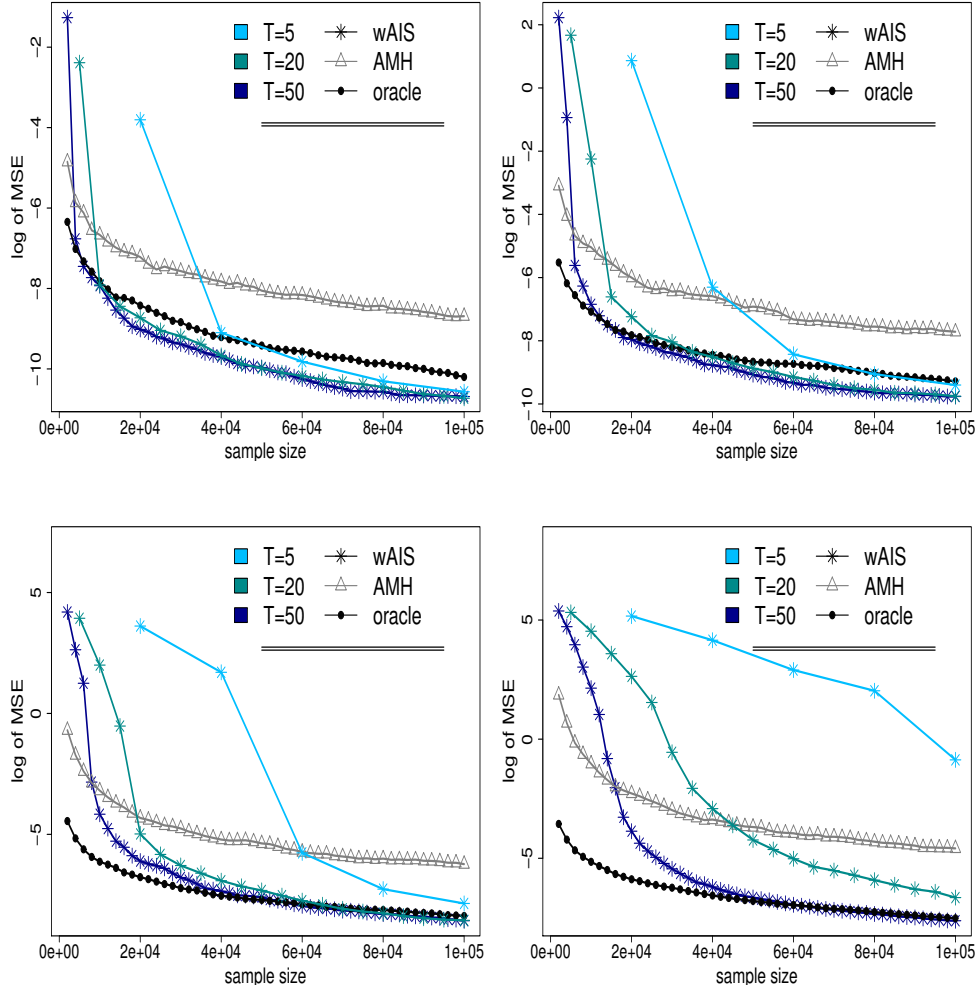 T=5 wAIS
T=20 AMH
T=50 oracle
log of MSE
-2
-4
-6
-8
-10
0e+00 2e+04 4e+04 6e+04 8e+04 1e+05
sample size
T=5 wAIS
T=20 AMH
T=50 oracle
log of MSE
2
0
-2
-4
-6
-8
-10
0e+00 2e+04 4e+04 6e+04 8e+04 1e+05
sample size
T=5 wAIS
T=20 AMH
T=50 oracle
log of MSE
5
0
-5
0e+00 2e+04 4e+04 6e+04 8e+04 1e+05
sample size
T=5 wAIS
T=20 AMH
T=50 oracle
log of MSE
5
0
-5
0e+00 2e+04 4e+04 6e+04 8e+04 1e+05
sample size